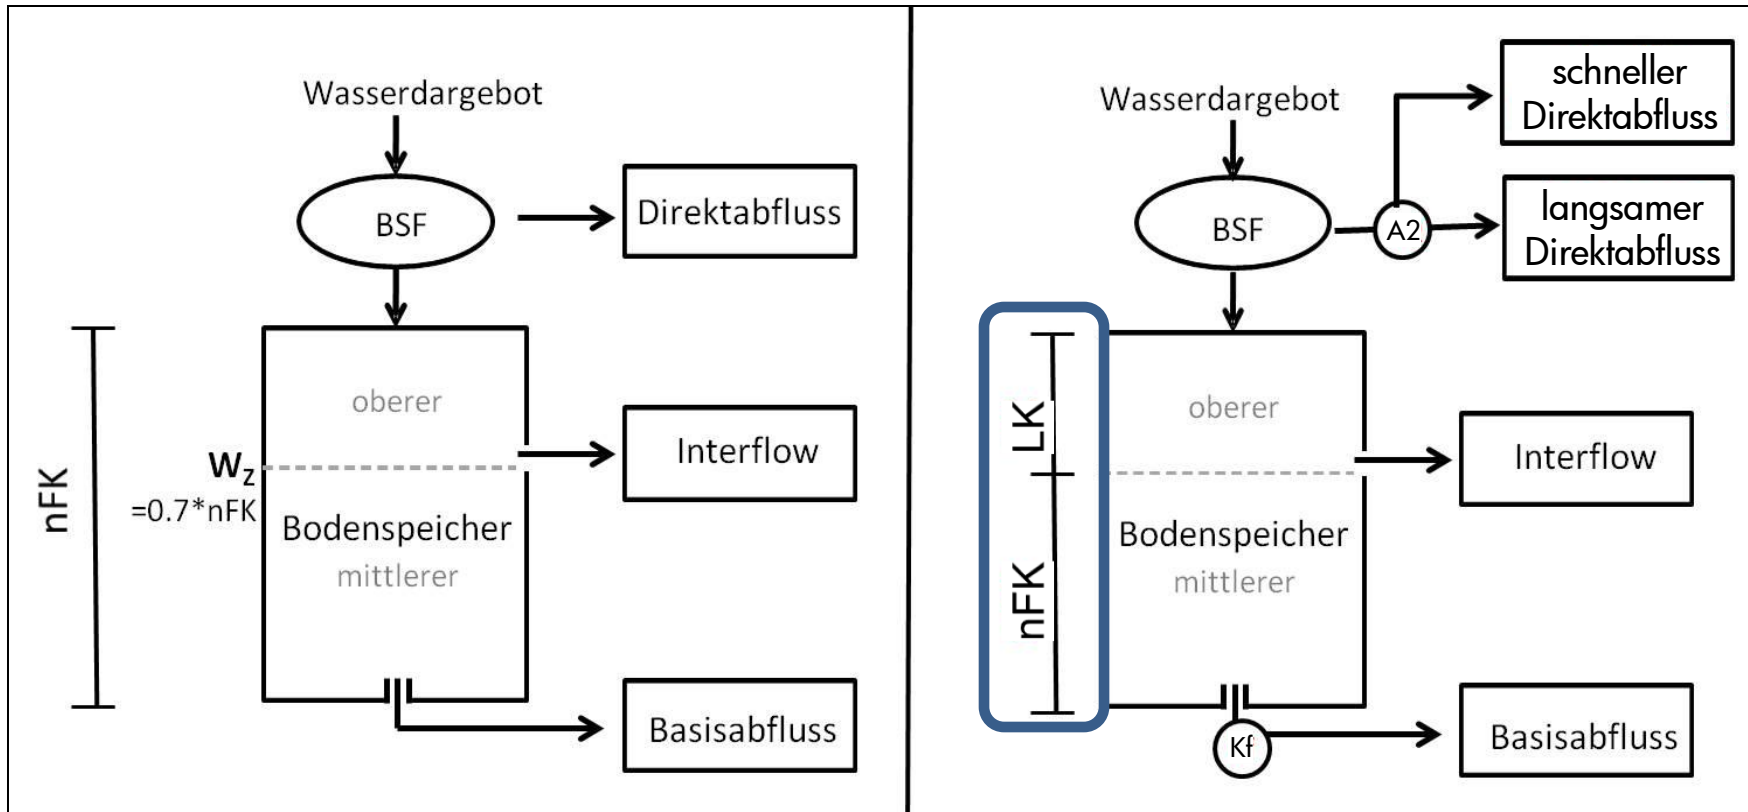 Wasserdargebot
BSF
Direktabfluss
nFK
oberer
Wz
=0.7*nFK
Interflow
Bodenspeicher
mittlerer
Basisabfluss
Wasserdargebot
schneller
Direktabfluss
BSF
A2
langsamer
Direktabfluss
LK
nFK
oberer
Interflow
Bodenspeicher
mittlerer
Kf
Basisabfluss